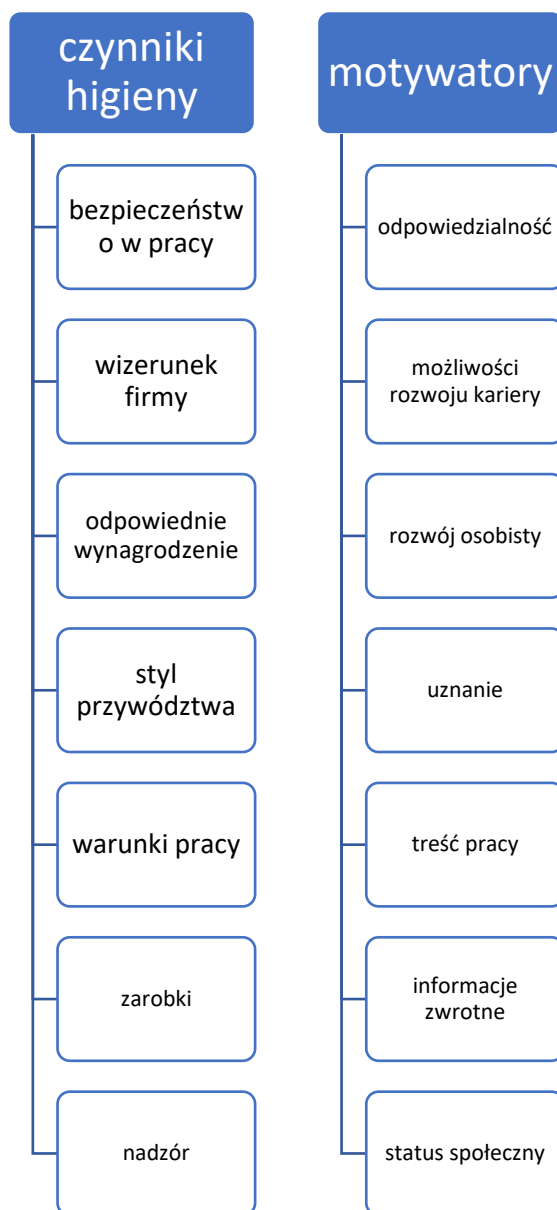 czynniki
higieny
bezpieczeństw
o w pracy
wizerunek
firmy
odpowiednie
wynagrodzenie
styl
przywództwa
warunki pracy
zarobki
nadzór
motywatory
odpowiedzialność
możliwości
rozwoju kariery
rozwój osobisty
uznanie
treść pracy
informacje
zwrotne
status społeczny